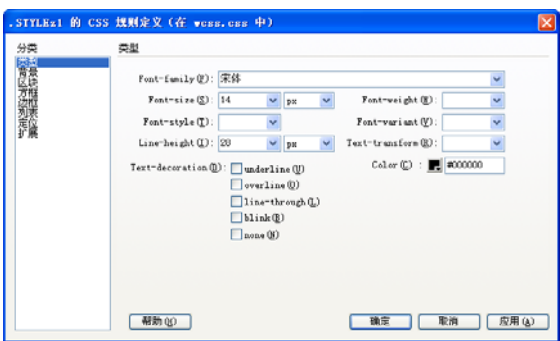 .STYLEz1 的 CSS 规则定义（在 wcss.css 中）
分类
类型
背景
区块
方框
边框
列表
定位
扩展
类型
Font-family(F): 宋体
Font-size(S): 14 px Font-weight(W):
Font-style(T): Font-variant(V):
Line-height(I): 20 px Text-transform(R):
Text-decoration(D): underline(U) Color(C): #000000
overline(O)
line-through(L)
blink(B)
none(N)
帮助(H) 确定 取消 应用(A)